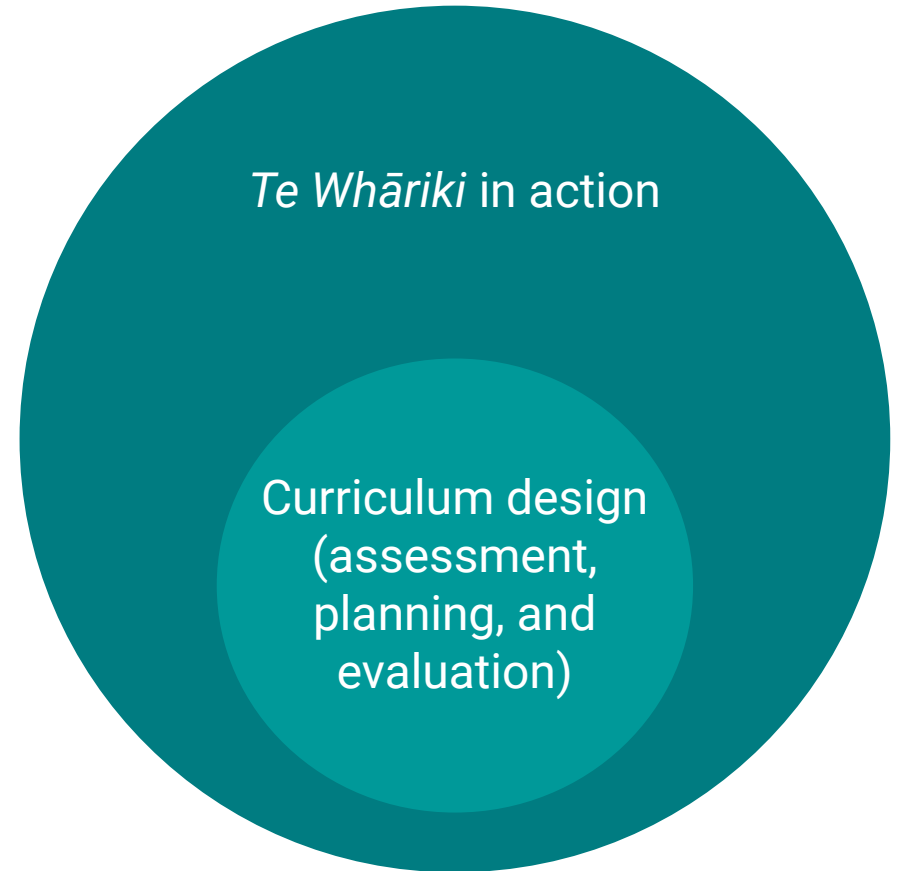 Te Whāriki in action
Curriculum design
(assessment,
planning, and
evaluation)